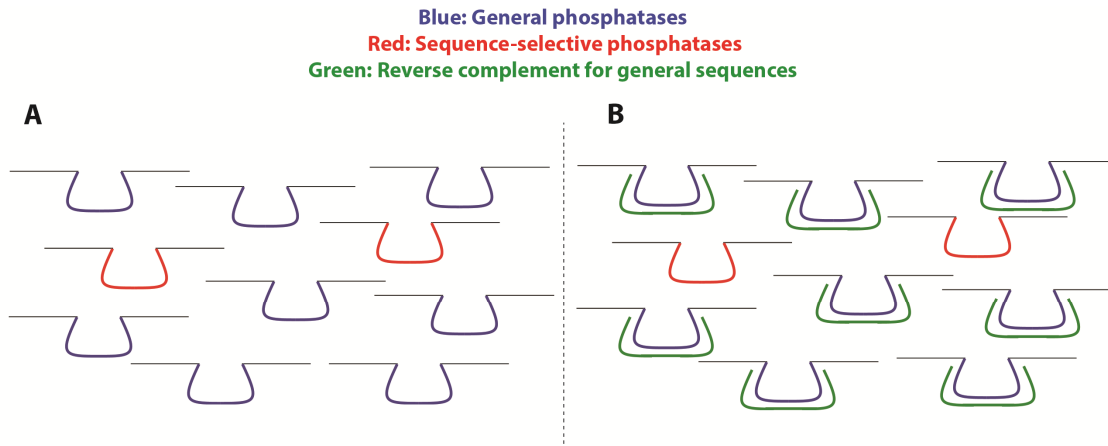 Blue: General phosphatases
Red: Sequence-selective phosphatases
Green: Reverse complement for general sequences
A
B